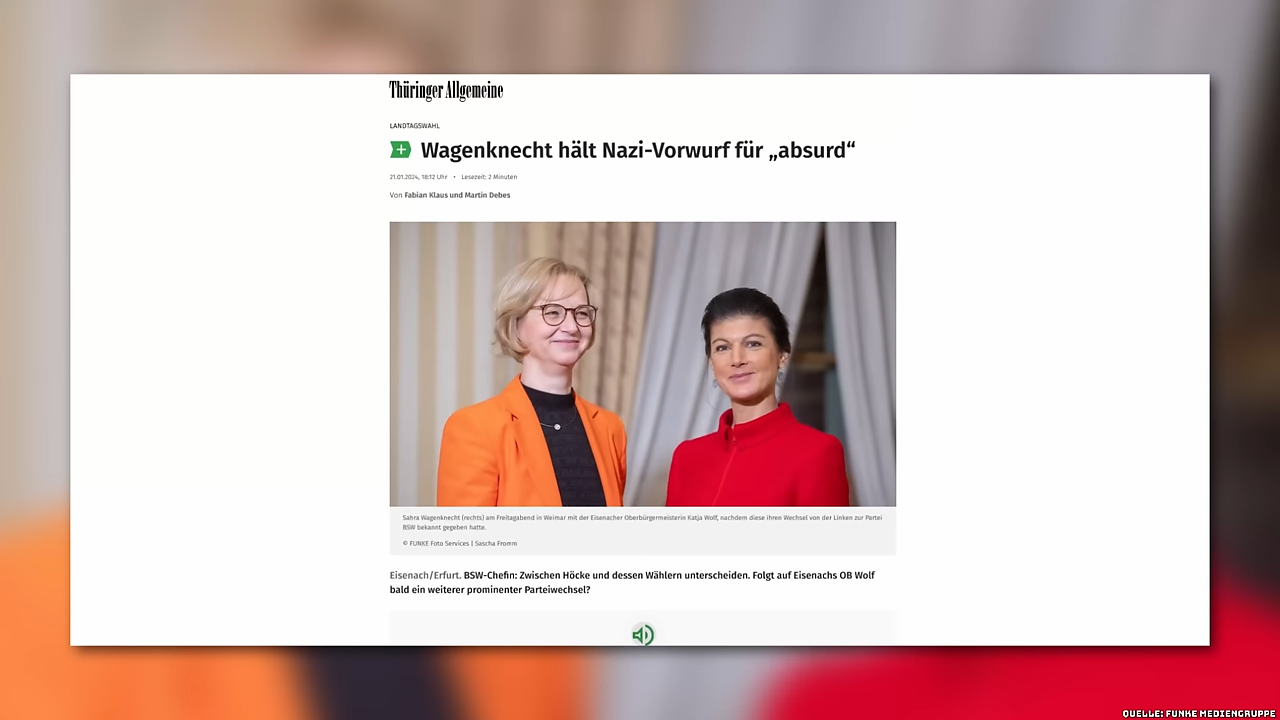 Thüringer Allgemeine
LANDTAGSWAHL
+ Wagenknecht hält Nazi-Vorwurf für „absurd“
21.01.2024, 18:12 Uhr • Lesezeit: 2 Minuten
Von Fabian Klaus und Martin Debes
Sahra Wagenknecht (rechts) am Freitagabend in Weimar mit der Eisenacher Oberbürgermeisterin Katja Wolf, nachdem diese ihren Wechsel von der Linken zur Partei
BSW bekannt gegeben hatte.
© FUNKE Foto Services | Sascha Fromm
Eisenach/Erfurt. BSW-Chefin: Zwischen Höcke und dessen Wählern unterscheiden. Folgt auf Eisenachs OB Wolf
bald ein weiterer prominenter Parteiwechsel?
QUELLE: FUNKE MEDIENGRUPPE